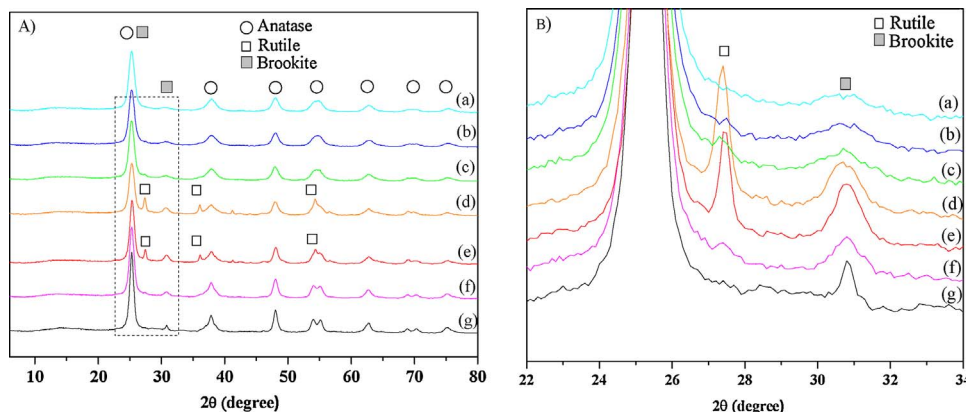 A)
Anatase
Rutile
Brookite
(a)
(b)
(c)
(d)
(e)
(f)
(g)
10 20 30 40 50 60 70 80
2θ (degree)
B)
Rutile
Brookite
(a)
(b)
(c)
(d)
(e)
(f)
(g)
22 24 26 28 30 32 34
2θ (degree)